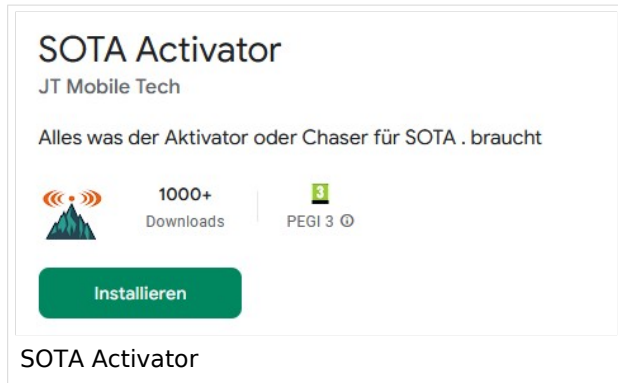 SOTA Activator
JT Mobile Tech
Alles was der Aktivator oder Chaser für SOTA . braucht
1000+
Downloads
3
PEGI 3 ⓘ
Installieren
SOTA Activator